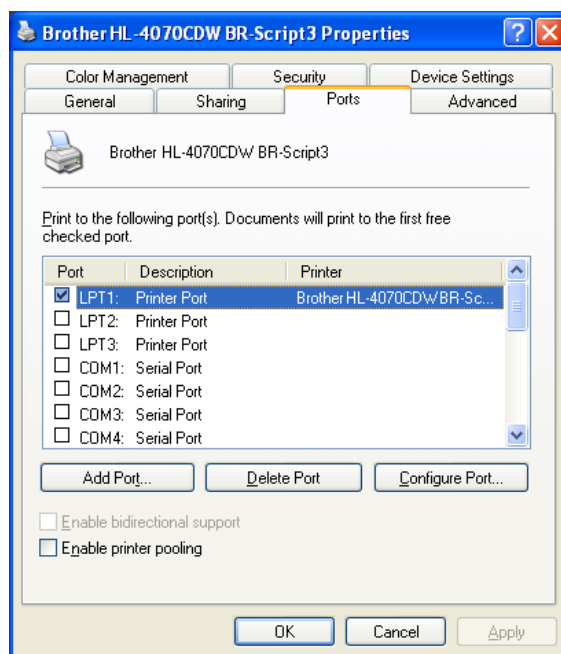 Brother HL-4070CDW BR-Script3 Properties
Color Management Security Device Settings
General Sharing Ports Advanced
Brother HL-4070CDW BR-Script3
Print to the following port(s). Documents will print to the first free
checked port.
Port Description Printer
LPT1: Printer Port Brother HL-4070CDW BR-Sc...
LPT2: Printer Port
LPT3: Printer Port
COM1: Serial Port
COM2: Serial Port
COM3: Serial Port
COM4: Serial Port
Add Port... Delete Port Configure Port...
Enable bidirectional support
Enable printer pooling
OK Cancel Apply